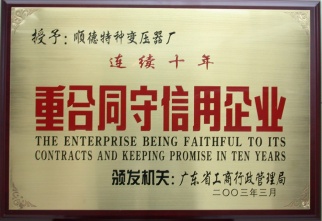 授予：顺德特种变压器厂
连续十年
重合同守信用企业
THE ENTERPRISE BEING FAITHFUL TO ITS
CONTRACTS AND KEEPING PROMISE IN TEN YEARS
颁发机关：广东省工商行政管理局
二〇〇三年三月